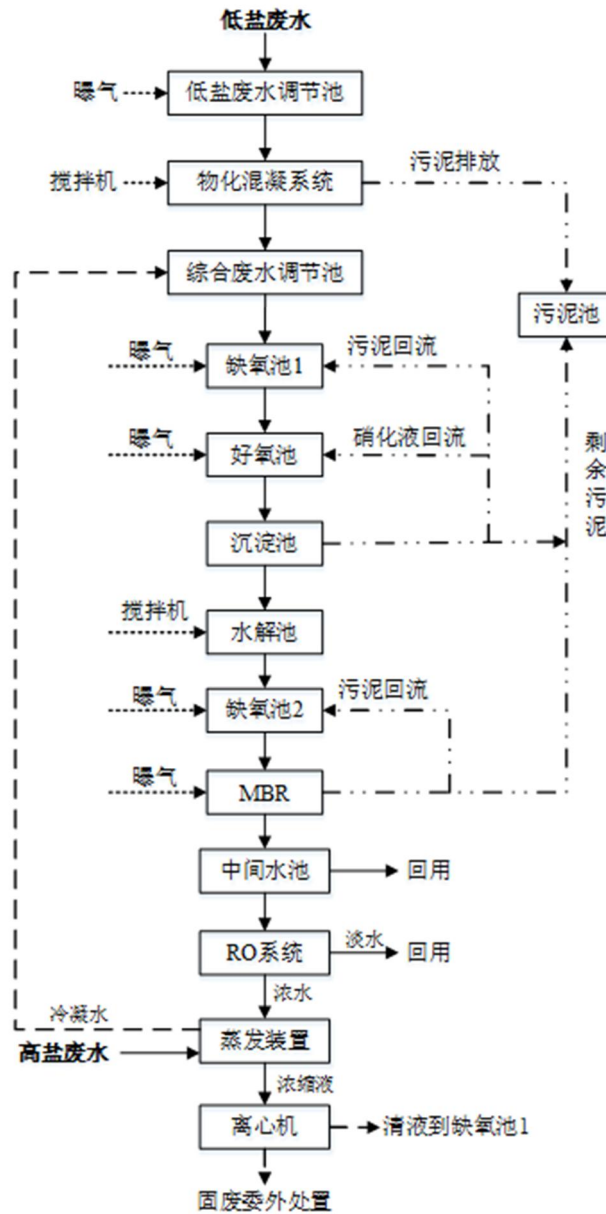 低盐废水
曝气
低盐废水调节池
搅拌机
物化混凝系统
污泥排放
综合废水调节池
污泥池
曝气
缺氧池1
污泥回流
曝气
好氧池
硝化液回流
剩
余
污
泥
沉淀池
搅拌机
水解池
曝气
缺氧池2
污泥回流
曝气
MBR
中间水池
回用
RO系统
淡水
回用
浓水
冷凝水
高盐废水
蒸发装置
浓缩液
离心机
清液到缺氧池1
固废委外处置